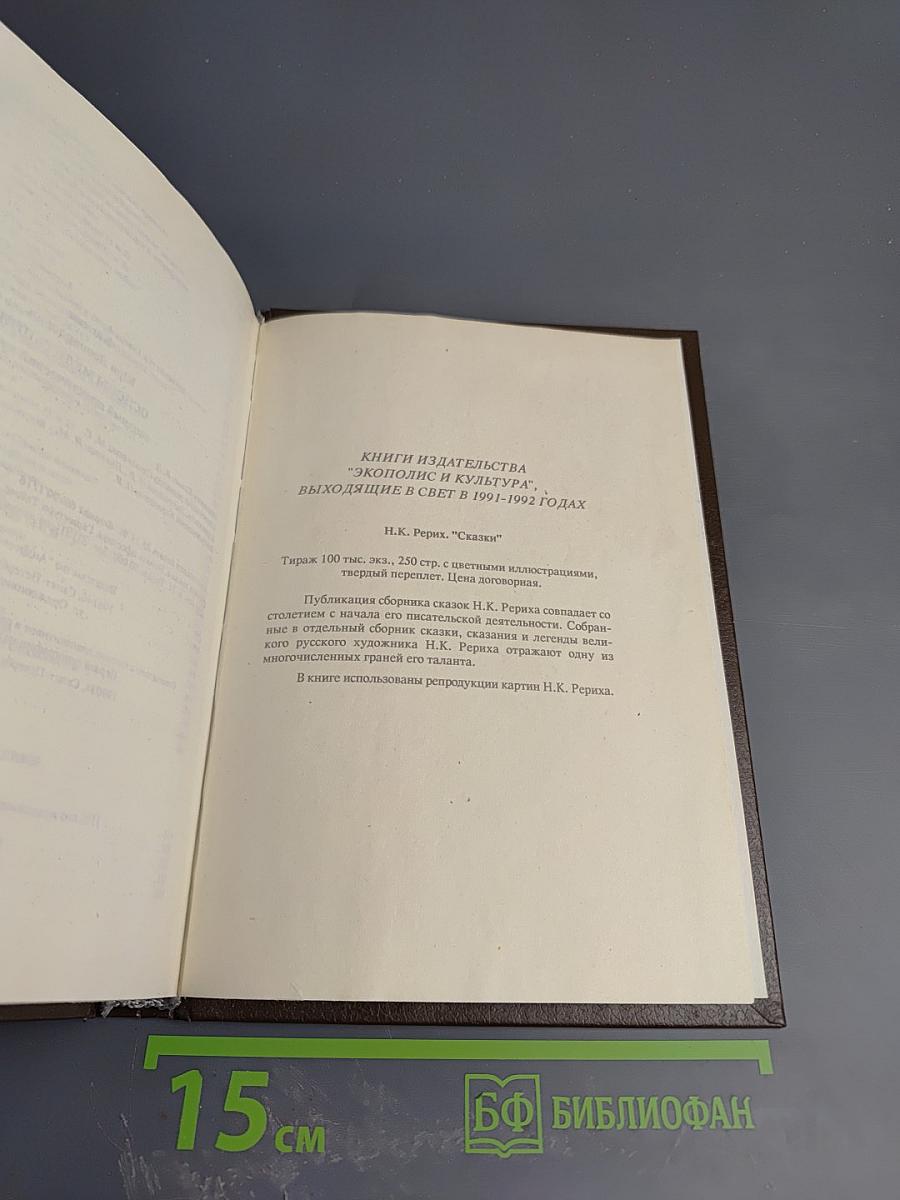 КНИГИ ИЗДАТЕЛЬСТВА
"ЭКОПОЛИС И КУЛЬТУРА",
ВЫХОДЯЩИЕ В СВЕТ В 1991-1992 ГОДАХ
Н.К. Рерих. "Сказки"
Тираж 100 тыс. экз., 250 стр. с цветными иллюстрациями,
твердый переплет. Цена договорная.
Публикация сборника сказок Н.К. Рериха совпадает со
столетием с начала его писательской деятельности. Собран-
ные в отдельный сборник сказки, сказания и легенды вели-
кого русского художника Н.К. Рериха отражают одну из
многочисленных граней его таланта.
В книге использованы репродукции картин Н.К. Рериха.
15 см
БФ БИБЛИОФАН